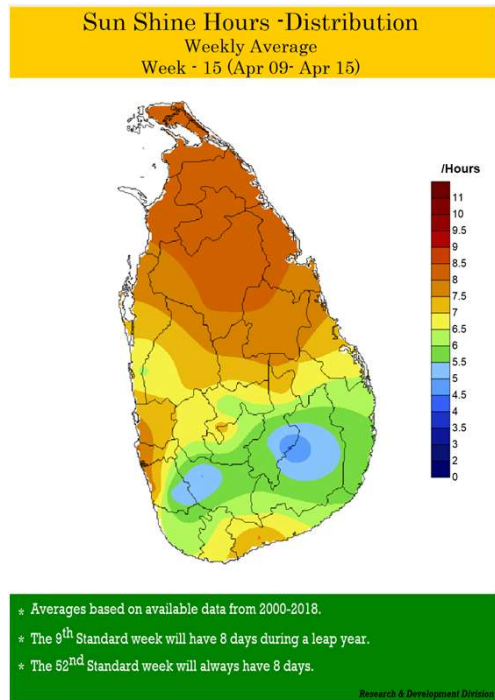 Sun Shine Hours -Distribution
Weekly Average
Week - 15 (Apr 09- Apr 15)
/Hours
11
10
9.5
9
8.5
8
7.5
7
6.5
6
5.5
5
4.5
4
3.5
3
2
0
* Averages based on available data from 2000-2018.
* The 9th Standard week will have 8 days during a leap year.
* The 52nd Standard week will always have 8 days.
Research & Development Division